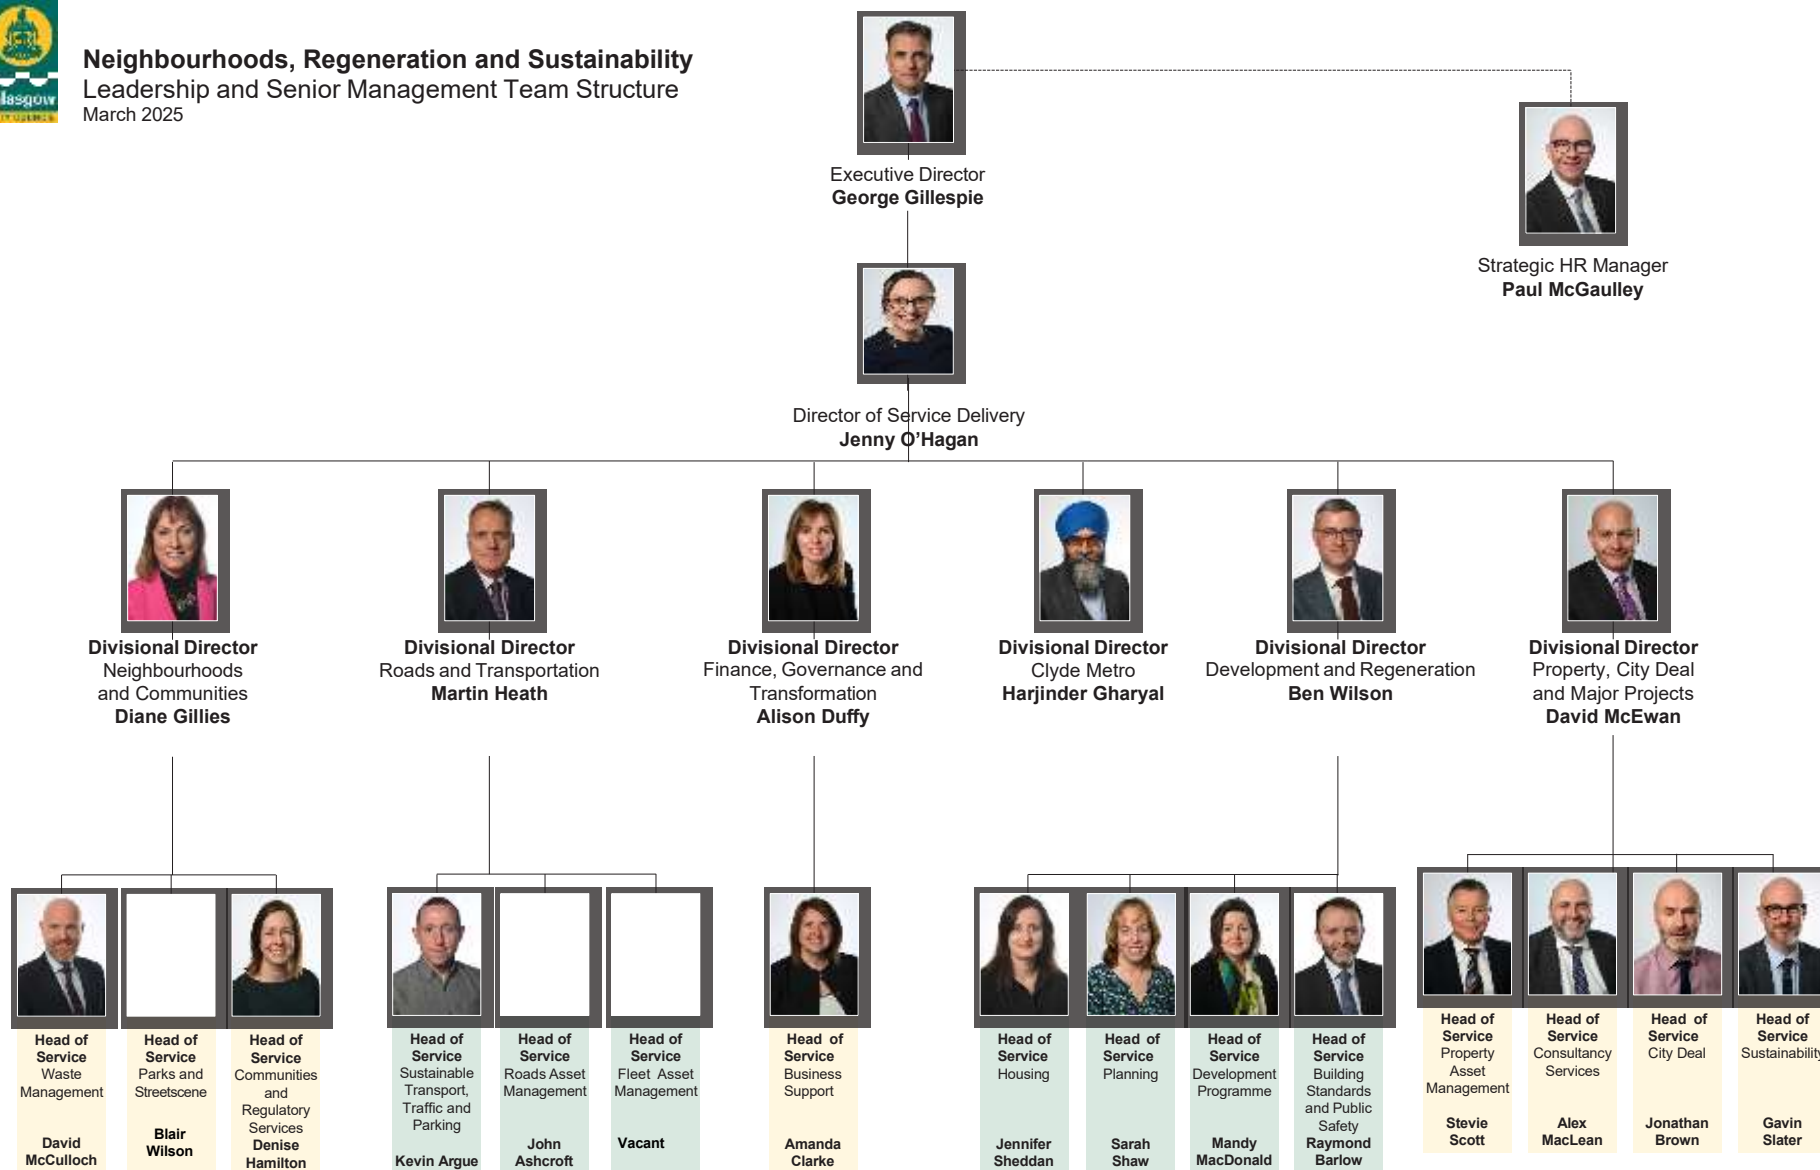 Glasgow
CITY COUNCIL
Neighbourhoods, Regeneration and Sustainability
Leadership and Senior Management Team Structure
March 2025
Executive Director
George Gillespie
Strategic HR Manager
Paul McGaulley
Director of Service Delivery
Jenny O’Hagan
Divisional Director
Neighbourhoods
and Communities
Diane Gillies
Divisional Director
Roads and Transportation
Martin Heath
Divisional Director
Finance, Governance and
Transformation
Alison Duffy
Divisional Director
Clyde Metro
Harjinder Gharyal
Divisional Director
Development and Regeneration
Ben Wilson
Divisional Director
Property, City Deal
and Major Projects
David McEwan
Head of
Service
Waste
Management
David
McCulloch
Head of
Service
Parks and
Streetscene
Blair
Wilson
Head of
Service
Communities
and
Regulatory
Services
Denise
Hamilton
Head of
Service
Sustainable
Transport,
Traffic and
Parking
Kevin Argue
Head of
Service
Roads Asset
Management
John
Ashcroft
Head of
Service
Fleet Asset
Management
Vacant
Head of
Service
Business
Support
Amanda
Clarke
Head of
Service
Housing
Jennifer
Sheddan
Head of
Service
Planning
Sarah
Shaw
Head of
Service
Development
Programme
Mandy
MacDonald
Head of
Service
Building
Standards
and Public
Safety
Raymond
Barlow
Head of
Service
Property
Asset
Management
Stevie
Scott
Head of
Service
Consultancy
Services
Alex
MacLean
Head of
Service
City Deal
Jonathan
Brown
Head of
Service
Sustainability
Gavin
Slater